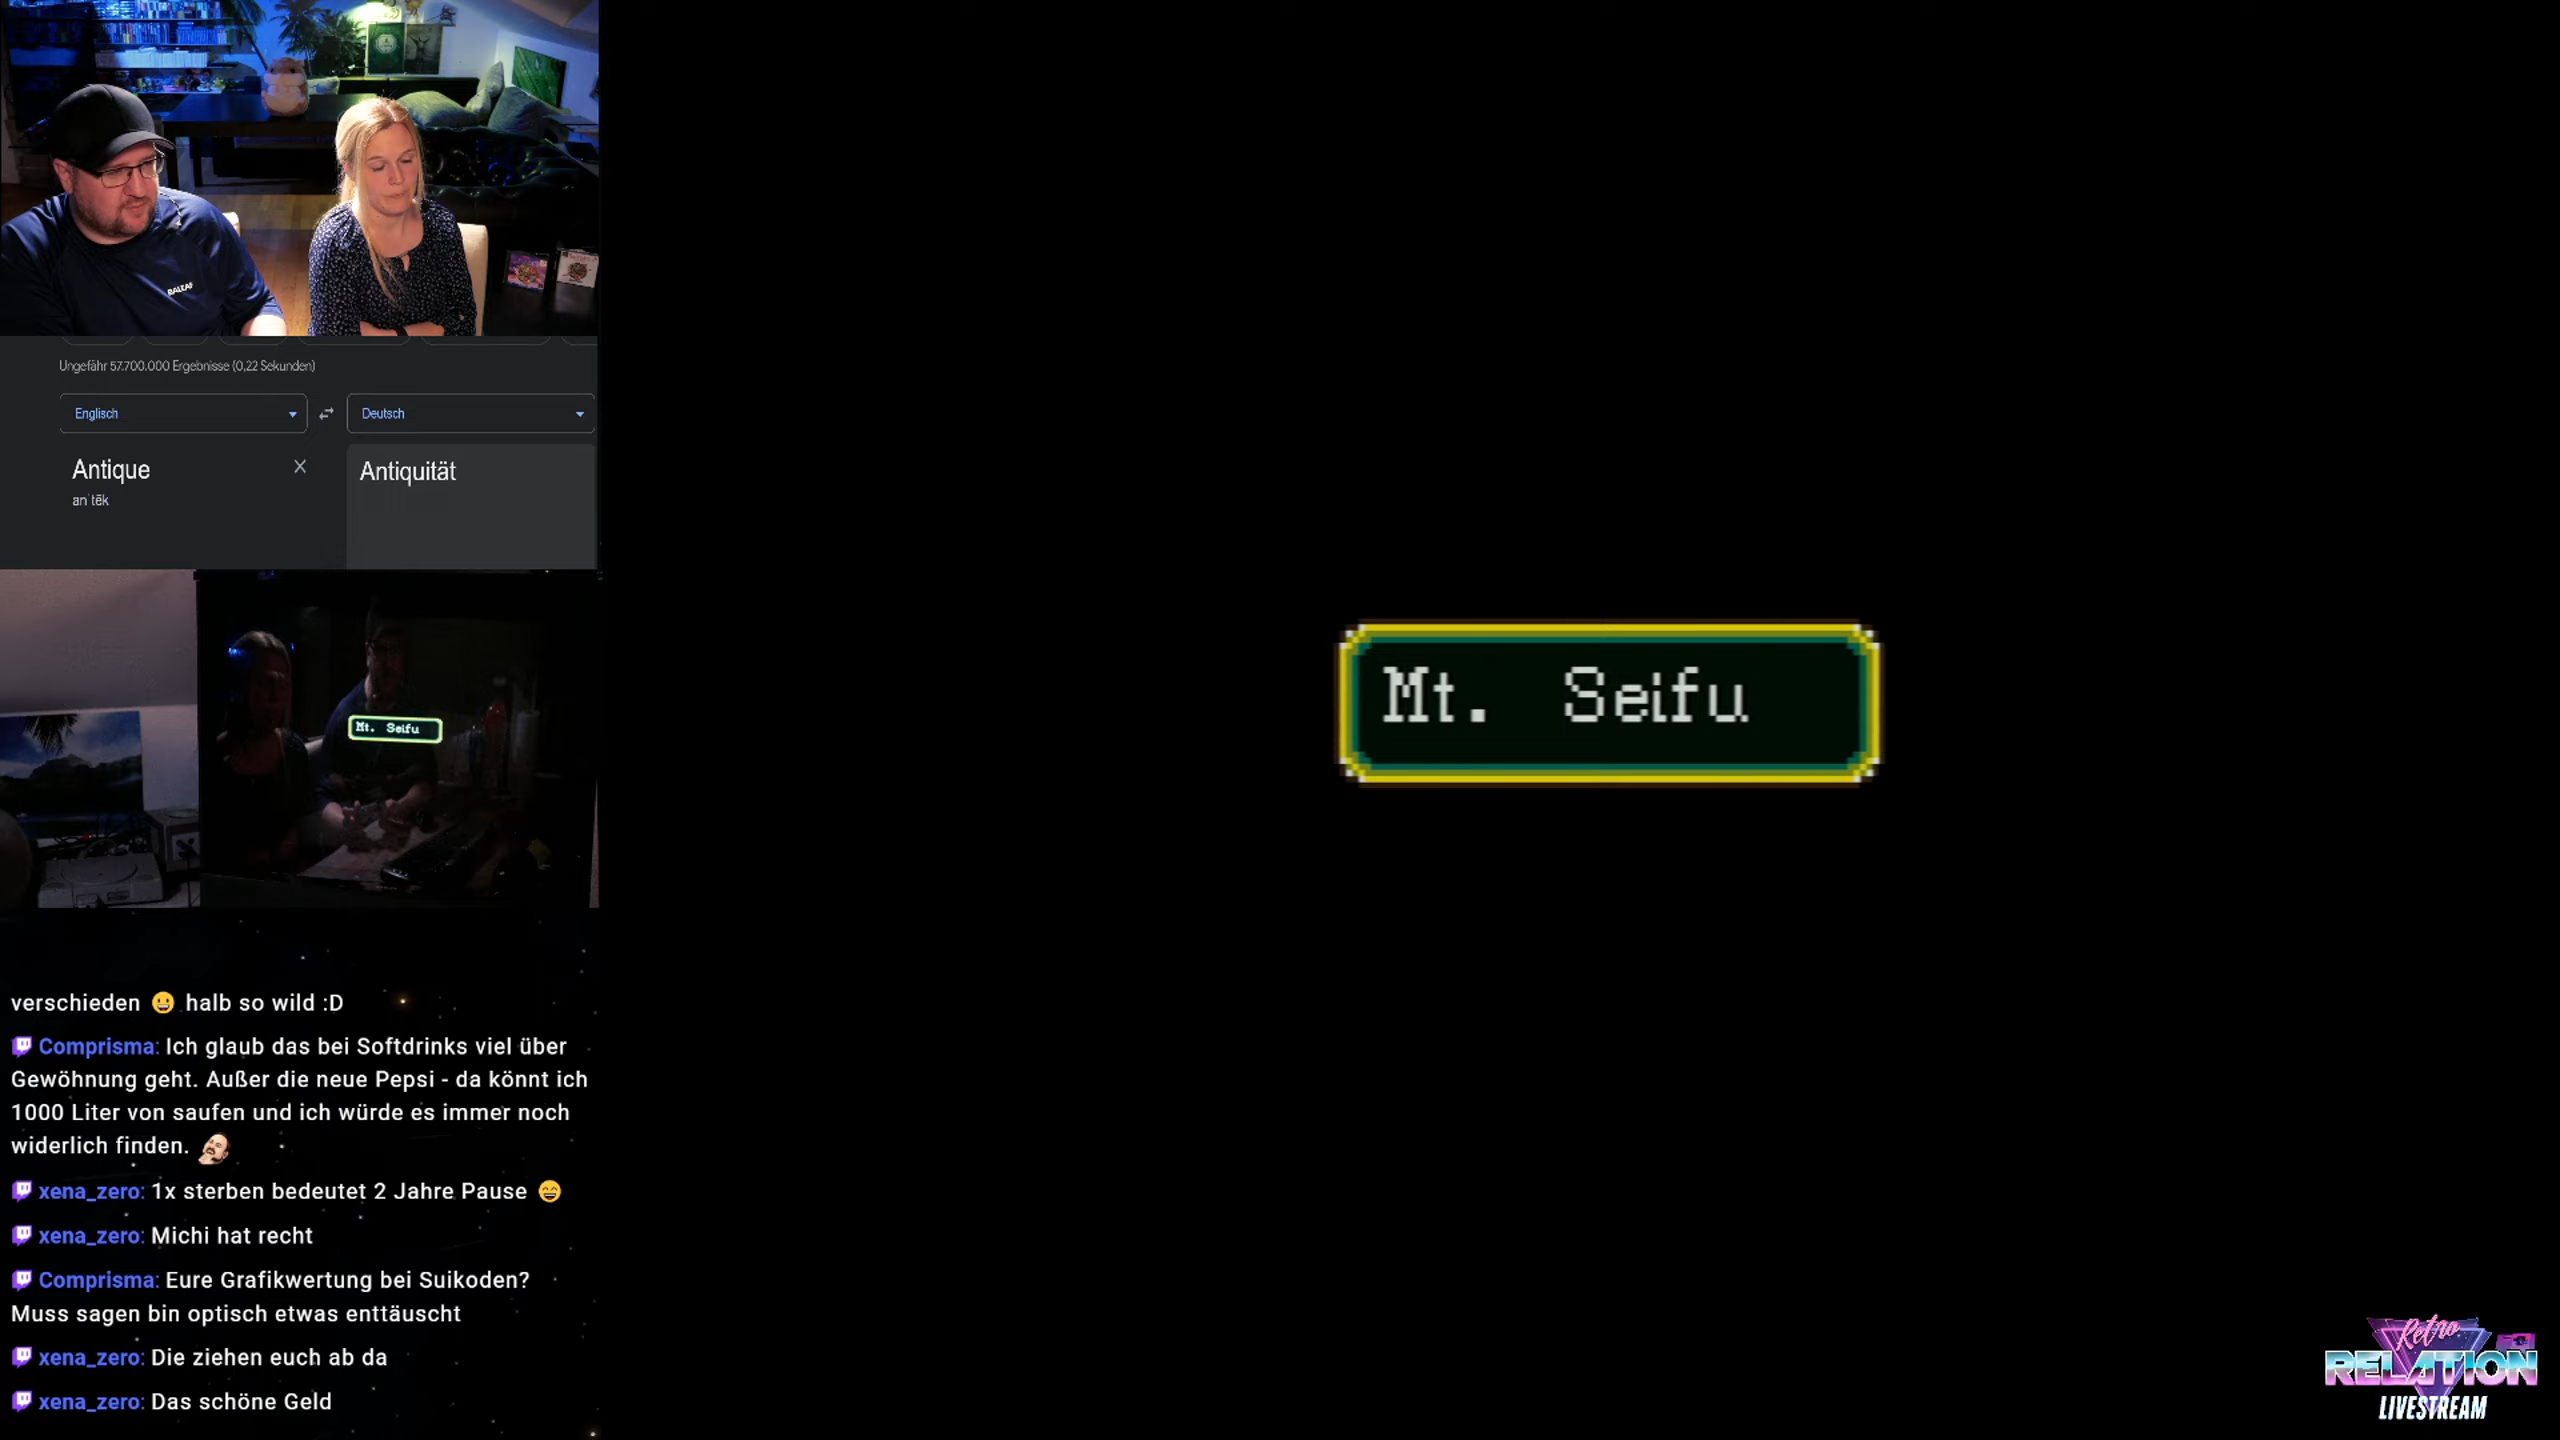 BALEAF
Ungefähr 57.700.000 Ergebnisse (0,22 Sekunden)
Englisch
Deutsch
Antique
Antiquität
an'tēk
Mt. Seifu
Mt. Seifu
verschieden 😀 halb so wild :D
Comprisma: Ich glaub das bei Softdrinks viel über
Gewöhnung geht. Außer die neue Pepsi - da könnt ich
1000 Liter von saufen und ich würde es immer noch
widerlich finden.
xena_zero: 1x sterben bedeutet 2 Jahre Pause 😄
xena_zero: Michi hat recht
Comprisma: Eure Grafikwertung bei Suikoden?
Muss sagen bin optisch etwas enttäuscht
xena_zero: Die ziehen euch ab da
xena_zero: Das schöne Geld
Retro
RELATION
LIVESTREAM